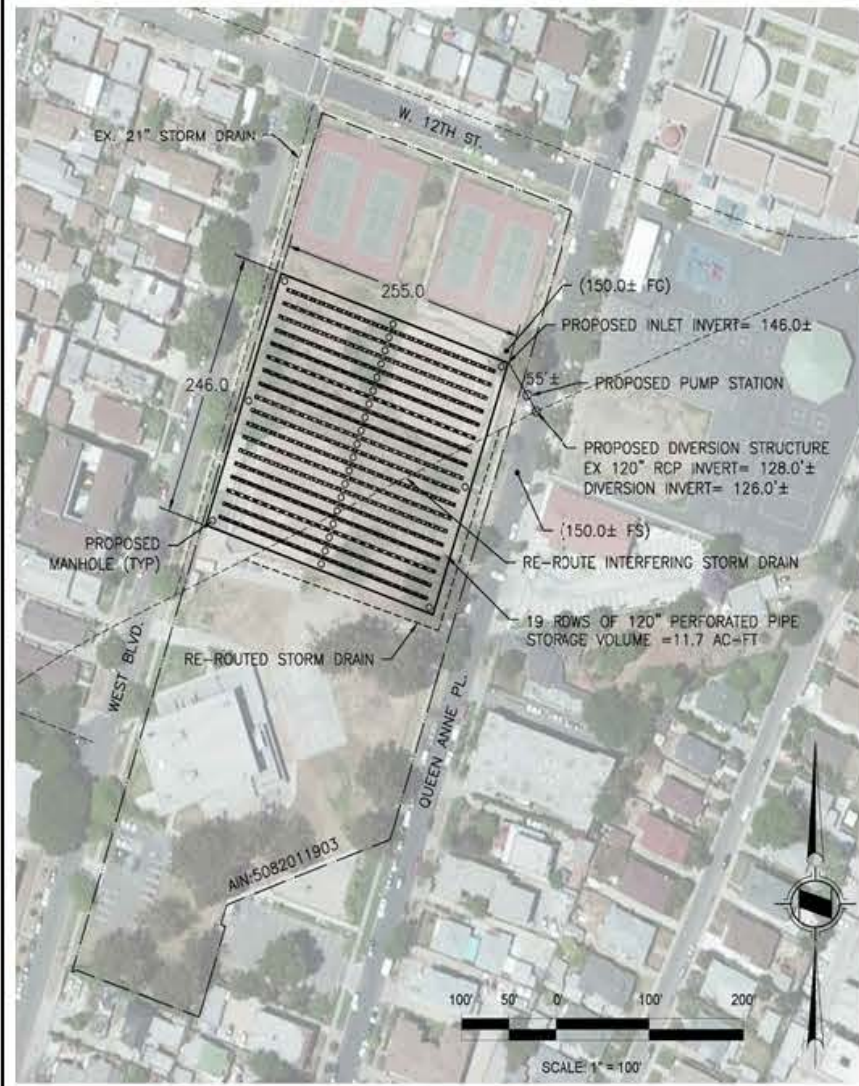 W. 12TH ST.
EX. 21" STORM DRAIN
255.0
(150.0± FG)
PROPOSED INLET INVERT= 146.0±
246.0
55'±
PROPOSED PUMP STATION
PROPOSED DIVERSION STRUCTURE
EX 120" RCP INVERT= 128.0'±
DIVERSION INVERT= 126.0'±
(150.0± FS)
PROPOSED
MANHOLE (TYP)
RE-ROUTE INTERFERING STORM DRAIN
19 ROWS OF 120" PERFORATED PIPE
STORAGE VOLUME =11.7 AC-FT
RE-ROUTED STORM DRAIN
WEST BLVD.
QUEEN ANNE PL.
AIN:5082011903
100' 50' 0' 100' 200'
SCALE: 1" = 100'